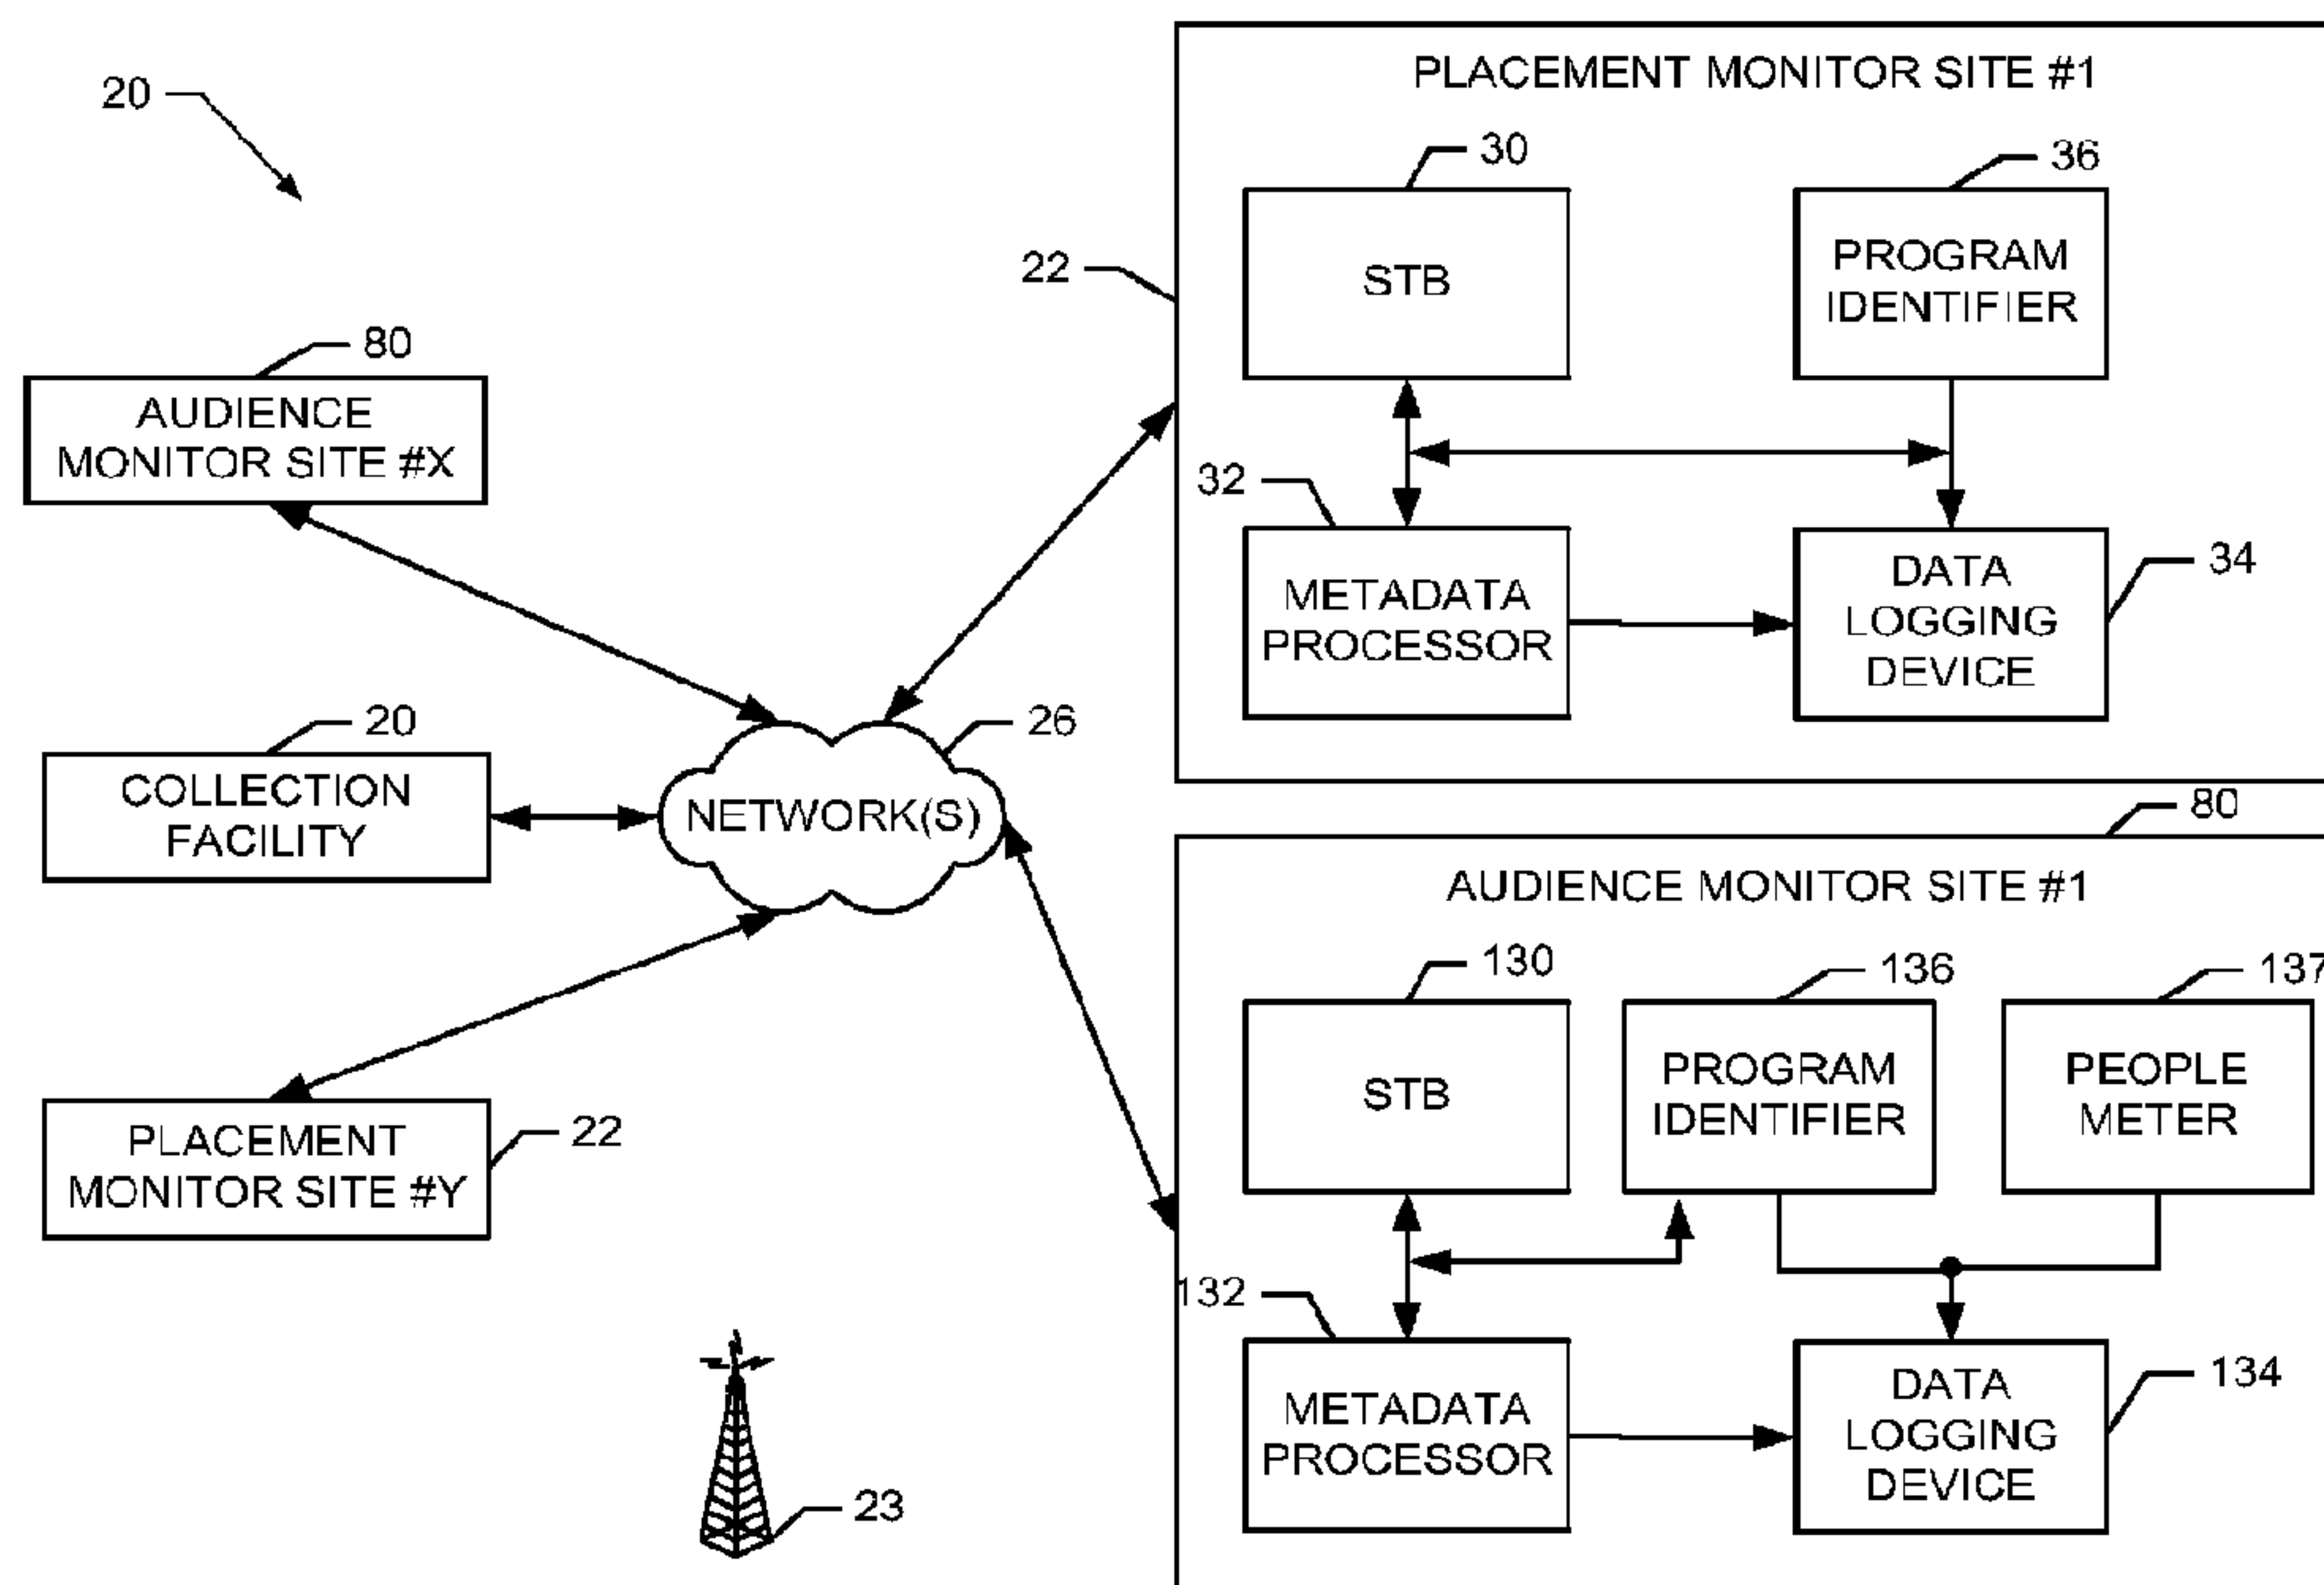 20
80
AUDIENCE
MONITOR SITE #X
20
COLLECTION
FACILITY
26
NETWORK(S)
PLACEMENT
MONITOR SITE #Y
22
23
22
PLACEMENT MONITOR SITE #1
30
STB
36
PROGRAM
IDENTIFIER
32
METADATA
PROCESSOR
DATA
LOGGING
DEVICE
34
80
AUDIENCE MONITOR SITE #1
130
STB
136
PROGRAM
IDENTIFIER
137
PEOPLE
METER
132
METADATA
PROCESSOR
DATA
LOGGING
DEVICE
134